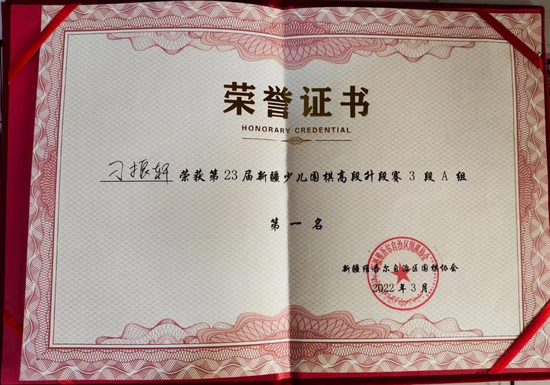 荣誉证书
HONORARY CREDENTIAL
刁振轩 荣获第23届新疆少儿围棋高段升段赛3段A组
第一名
新疆维吾尔自治区围棋协会
2022年3月